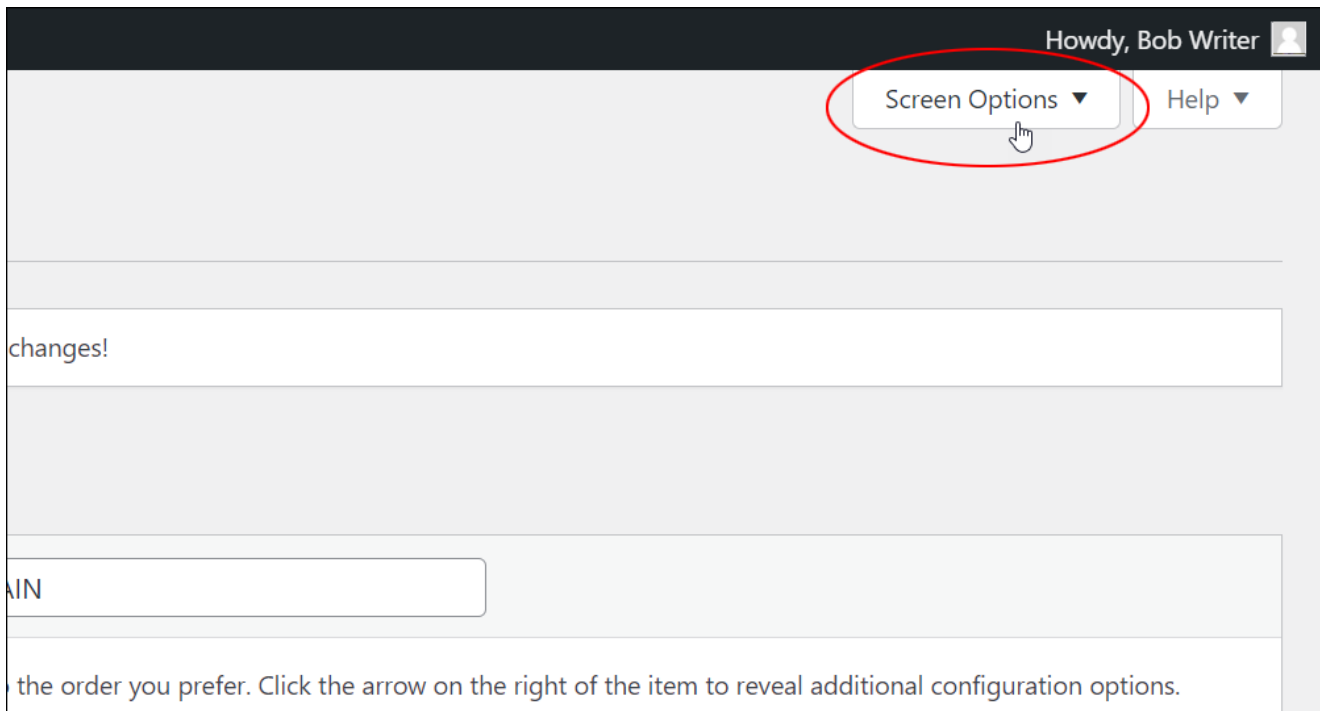 Howdy, Bob Writer
Screen Options ▼
Help ▼
changes!
the order you prefer. Click the arrow on the right of the item to reveal additional configuration options.